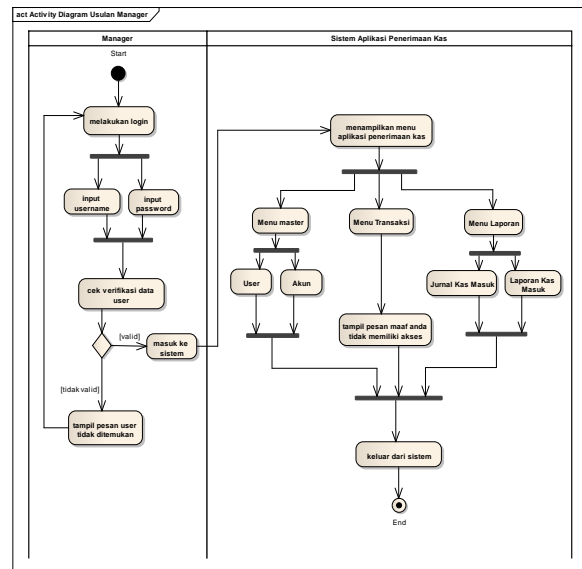 act Activity Diagram Usulan Manager
Manager
Sistem Aplikasi Penerimaan Kas
Start
melakukan login
input
username
input
password
cek verifikasi data
user
[valid]
masuk ke
sistem
[tidak valid]
tampil pesan user
tidak ditemukan
menampilkan menu
aplikasi penerimaan kas
Menu master
Menu Transaksi
Menu Laporan
User
Akun
Jurnal Kas Masuk
Laporan Kas
Masuk
tampil pesan maaf anda
tidak memiliki akses
keluar dari sistem
End